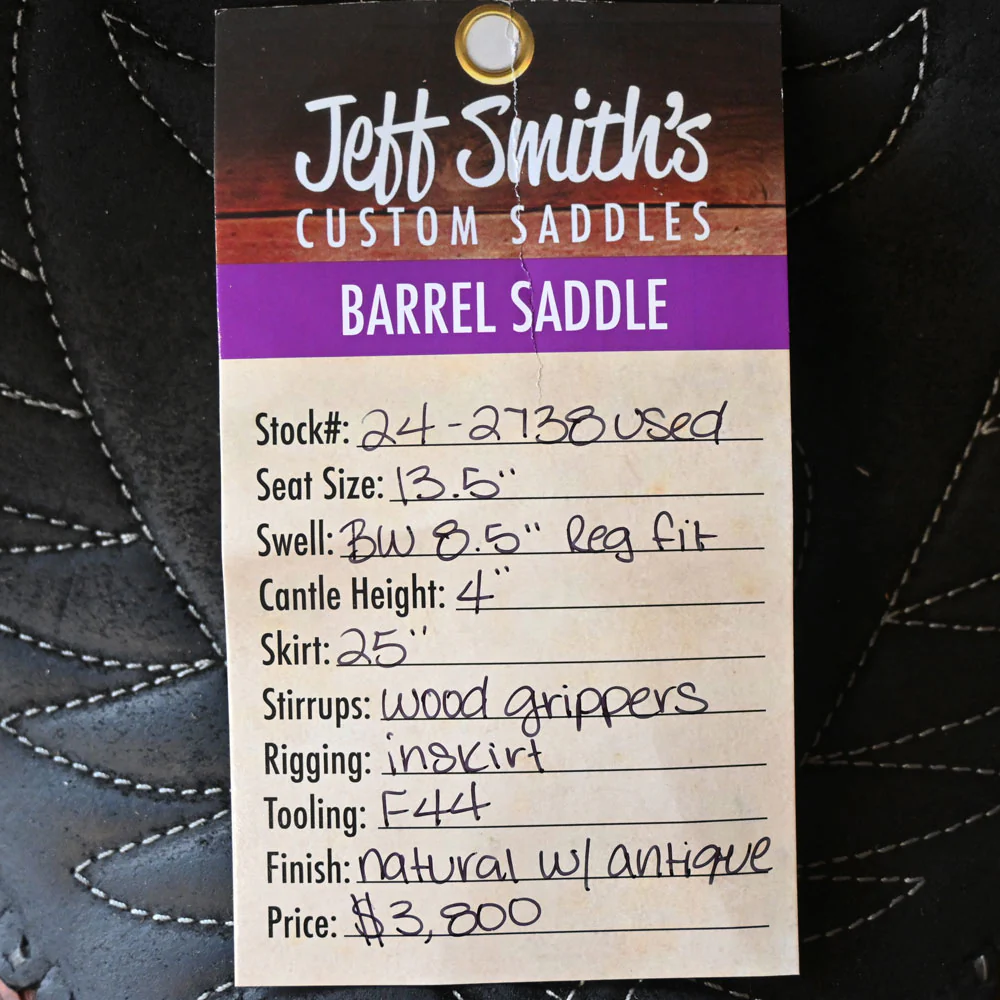 Jeff Smith's
CUSTOM SADDLES
BARREL SADDLE
Stock#: 24-2738 used
Seat Size: 13.5"
Swell: BW 8.5" Reg fit
Cantle Height: 4"
Skirt: 25"
Stirrups: wood grippers
Rigging: inskirt
Tooling: F44
Finish: natural w/ antique
Price: $3,800